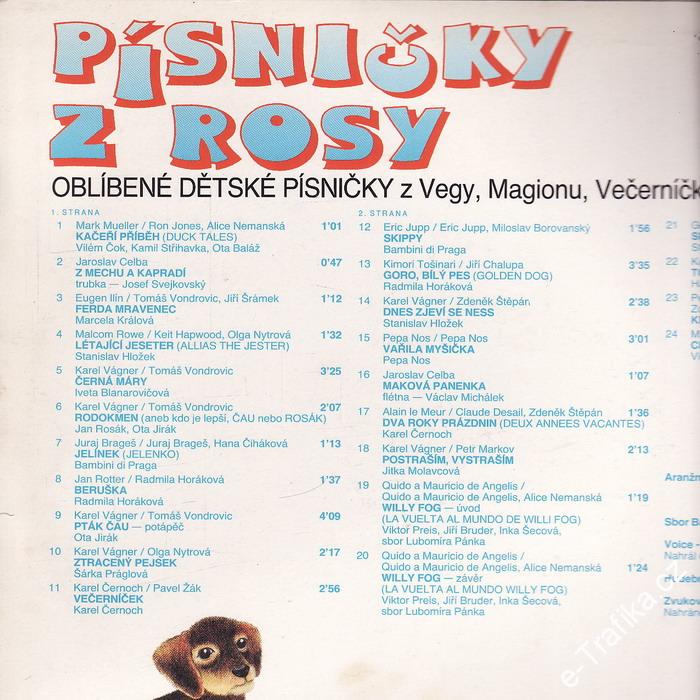 PÍSNIČKY
Z ROSY
OBLÍBENÉ DĚTSKÉ PÍSNIČKY z Vegy, Magionu, Večerníčk
1. STRANA
1 Mark Mueller / Ron Jones, Alice Nemanská 1'01
KAČEŘÍ PŘÍBĚH (DUCK TALES)
Vilém Čok, Kamil Střihavka, Ota Baláž
2 Jaroslav Celba 0'47
Z MECHU A KAPRADÍ
trubka — Josef Svejkovský
3 Eugen Ilín / Tomáš Vondrovic, Jiří Šrámek 1'12
FERDA MRAVENEC
Marcela Králová
4 Malcom Rowe / Keit Hapwood, Olga Nytrová 1'32
LÉTAJÍCÍ JESETER (ALLIAS THE JESTER)
Stanislav Hložek
5 Karel Vágner / Tomáš Vondrovic 3'25
ČERNÁ MÁRY
Iveta Blanarovičová
6 Karel Vágner / Tomáš Vondrovic 2'07
RODOKMEN (aneb kdo je lepší, ČAU nebo ROSÁK)
Jan Rosák, Ota Jirák
7 Juraj Brageš / Juraj Brageš, Hana Čiháková 1'13
JELÍNEK (JELENKO)
Bambini di Praga
8 Jan Rotter / Radmila Horáková 1'37
BERUŠKA
Radmila Horáková
9 Karel Vágner / Tomáš Vondrovic 4'09
PTÁK ČAU — potápěč
Ota Jirák
10 Karel Vágner / Olga Nytrová 2'17
ZTRACENÝ PEJSEK
Šárka Práglová
11 Karel Černoch / Pavel Žák 2'56
VEČERNÍČEK
Karel Černoch
2. STRANA
12 Eric Jupp / Eric Jupp, Miloslav Borovanský 1'56
SKIPPY
Bambini di Praga
13 Kimori Tošinari / Jiří Chalupa 3'35
GORO, BÍLÝ PES (GOLDEN DOG)
Radmila Horáková
14 Karel Vágner / Zdeněk Štěpán 2'38
DNES ZJEVÍ SE NESS
Stanislav Hložek
15 Pepa Nos / Pepa Nos 3'01
VAŘILA MYŠIČKA
Pepa Nos
16 Jaroslav Celba 1'07
MAKOVÁ PANENKA
flétna — Václav Michálek
17 Alain le Meur / Claude Desail, Zdeněk Štěpán 1'36
DVA ROKY PRÁZDNIN (DEUX ANNEES VACANTES)
Karel Černoch
18 Karel Vágner / Petr Markov 2'13
POSTRAŠÍM, VYSTRAŠÍM
Jitka Molavcová
19 Quido a Mauricio de Angelis /
Quido a Mauricio de Angelis, Alice Nemanská 1'19
WILLY FOG — úvod
(LA VUELTA AL MUNDO DE WILLI FOG)
Viktor Preis, Jiří Bruder, Inka Šecová,
sbor Lubomíra Pánka
20 Quido a Mauricio de Angelis /
Quido a Mauricio de Angelis, Alice Nemanská 1'24
WILLY FOG — závěr
(LA VUELTA AL MUNDO WILLY FOG)
Viktor Preis, Jiří Bruder, Inka Šecová,
sbor Lubomíra Pánka
21
22
23
24
Aranžm
Sbor B
Voice -
Nahrál
Hudebn
Zvukov
Nahrán
e-Trafika.cz